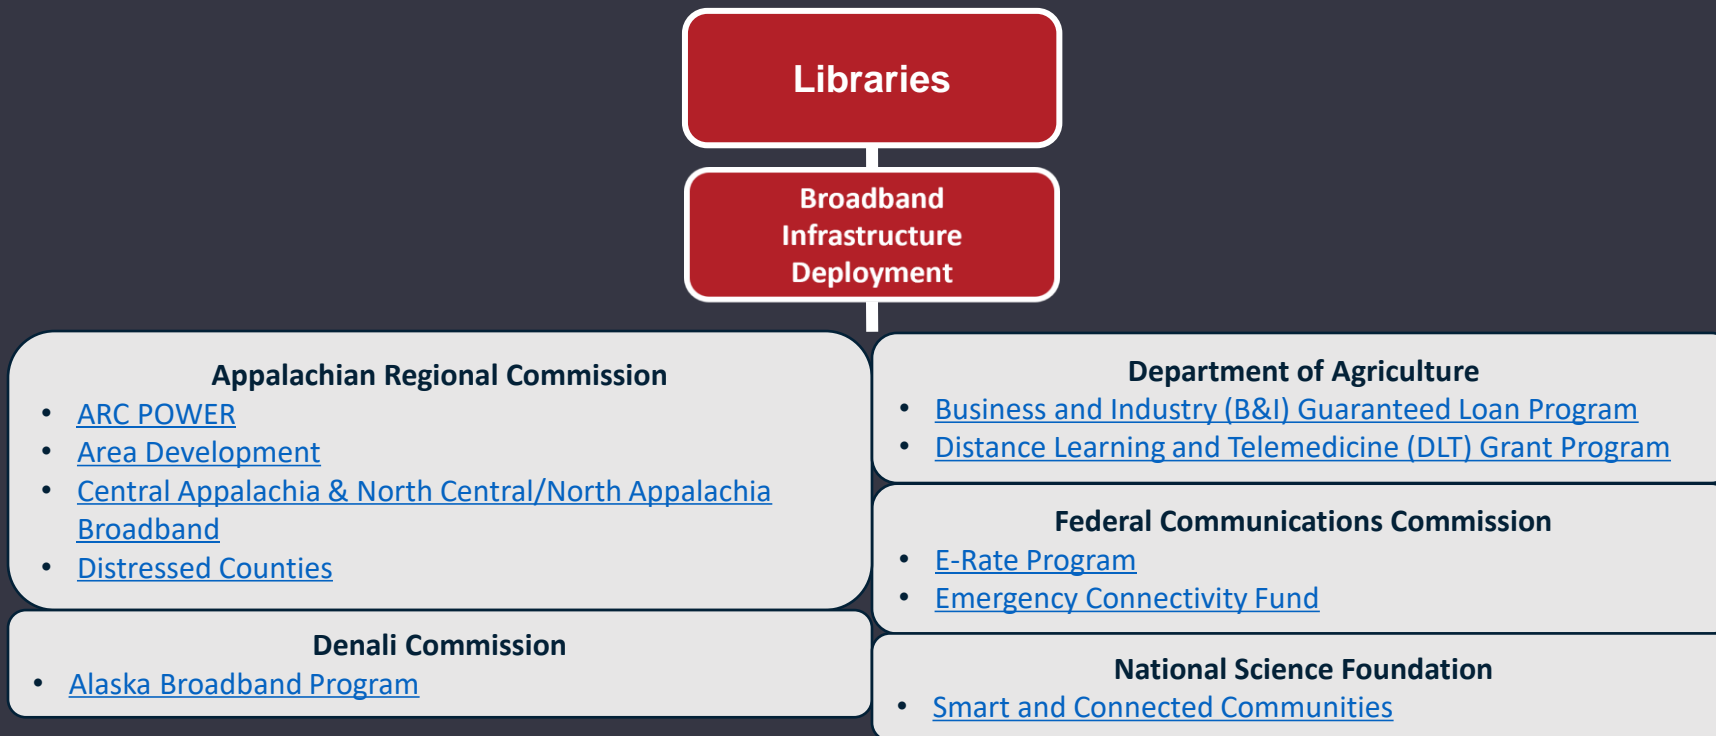 Libraries
Broadband
Infrastructure
Deployment
Appalachian Regional Commission
• ARC POWER
• Area Development
• Central Appalachia & North Central/North Appalachia
Broadband
• Distressed Counties
Denali Commission
• Alaska Broadband Program
Department of Agriculture
• Business and Industry (B&I) Guaranteed Loan Program
• Distance Learning and Telemedicine (DLT) Grant Program
Federal Communications Commission
• E-Rate Program
• Emergency Connectivity Fund
National Science Foundation
• Smart and Connected Communities